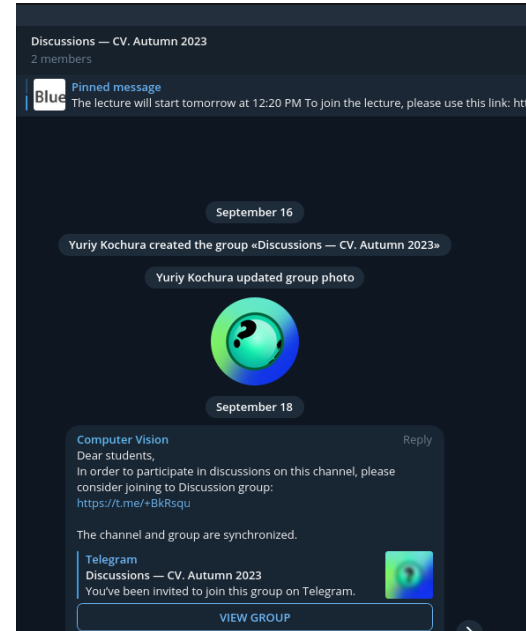 Discussions — CV. Autumn 2023
2 members
Blue
Pinned message
The lecture will start tomorrow at 12:20 PM To join the lecture, please use this link:
September 16
Yuriy Kochura created the group «Discussions — CV. Autumn 2023»
Yuriy Kochura updated group photo
?
September 18
Computer Vision
Reply
Dear students,
In order to participate in discussions on this channel, please
consider joining to Discussion group:
https://t.me/+BkRsqu
The channel and group are synchronized.
Telegram
Discussions — CV. Autumn 2023
You've been invited to join this group on Telegram.
?
VIEW GROUP